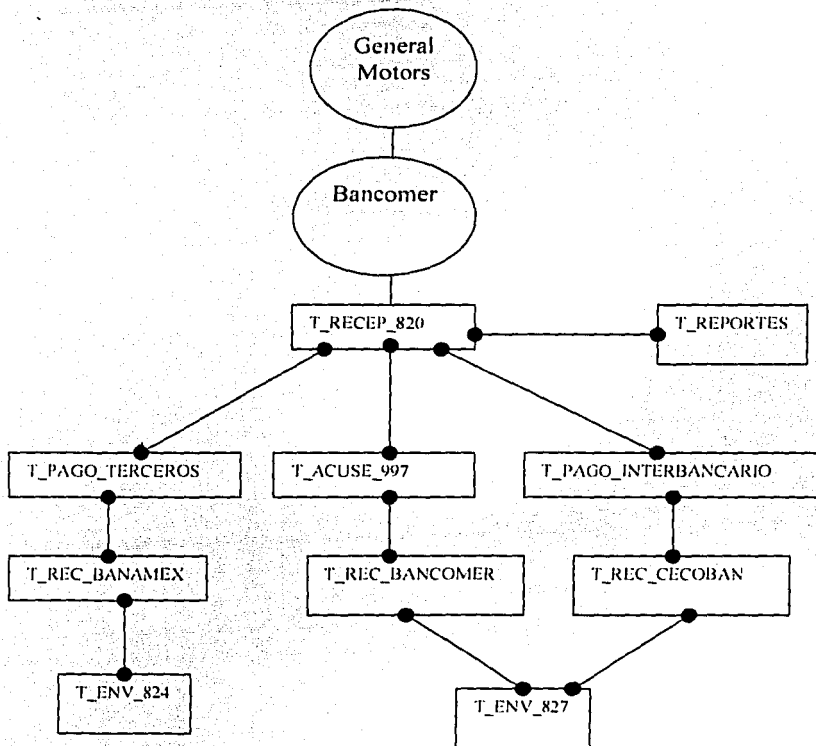 General
Motors
Bancomer
T_RECEP_820
T_REPORTES
T_PAGO_TERCEROS
T_ACUSE_997
T_PAGO_INTERBANCARIO
T_REC_BANAMEX
T_REC_BANCOMER
T_REC_CECOBAN
T_ENV_824
T_ENV_827